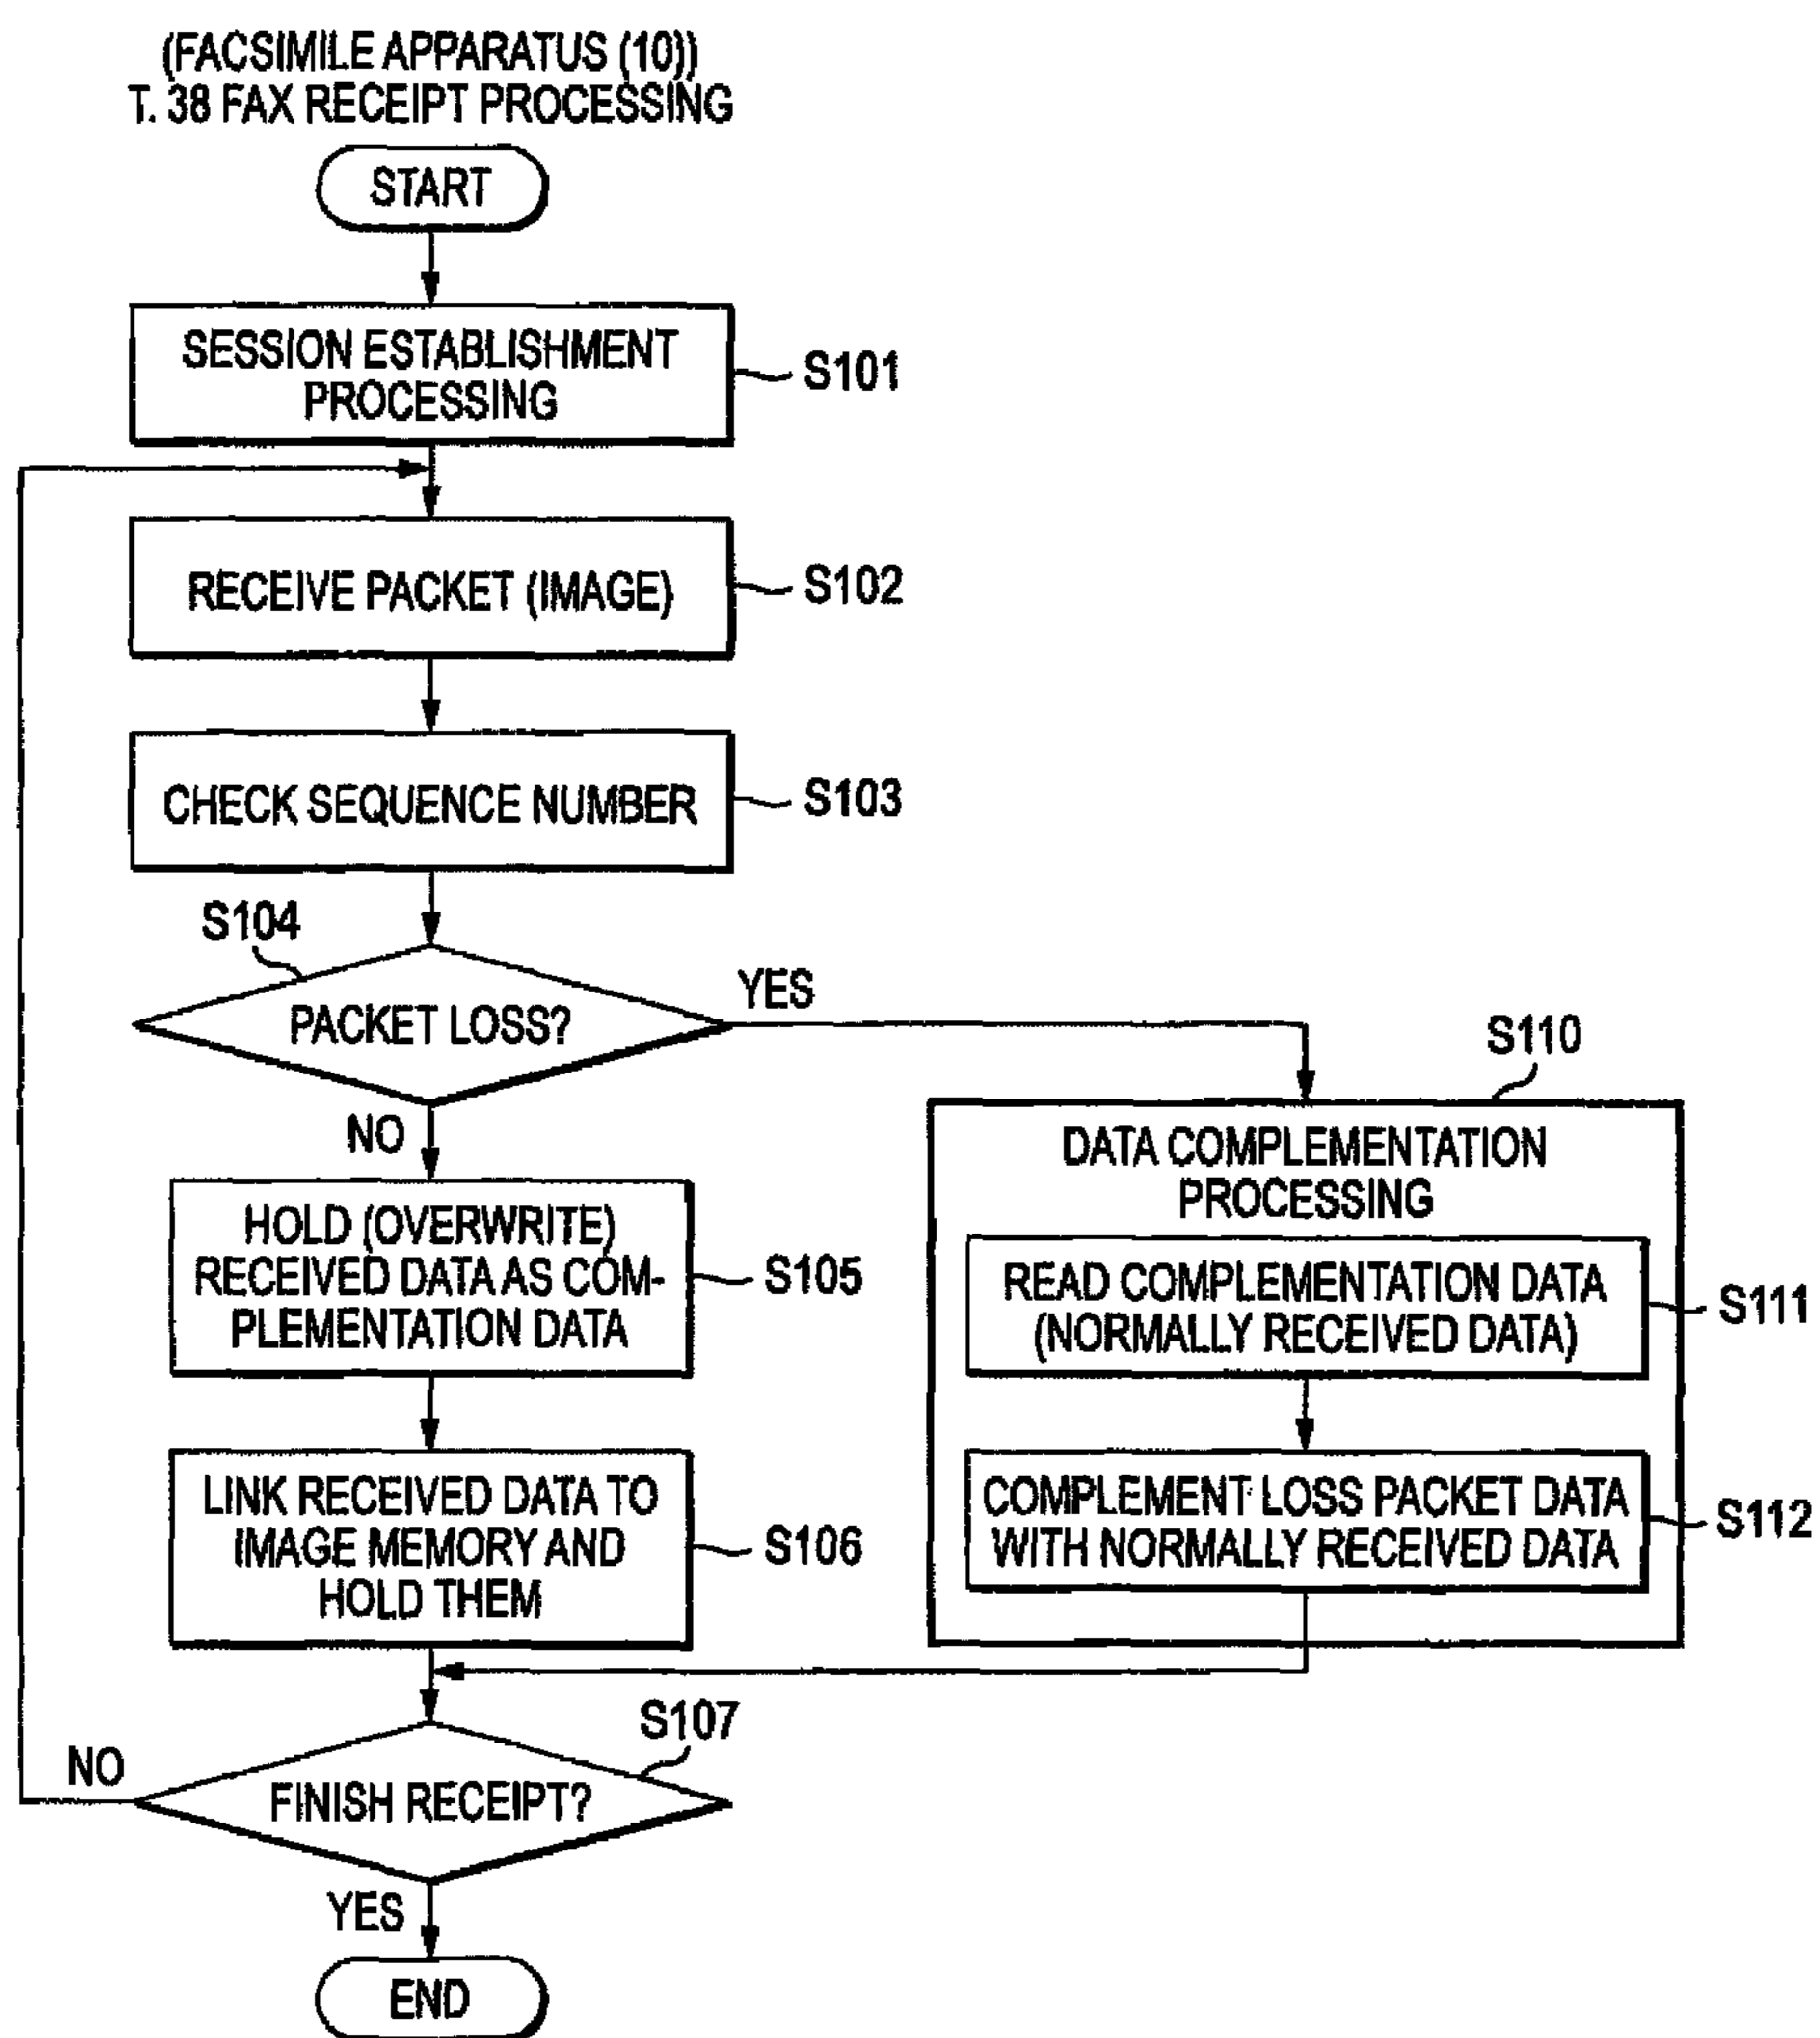 (FACSIMILE APPARATUS (10))
T. 38 FAX RECEIPT PROCESSING
START
SESSION ESTABLISHMENT
PROCESSING
S101
RECEIVE PACKET (IMAGE)
S102
CHECK SEQUENCE NUMBER
S103
S104
PACKET LOSS?
YES
NO
HOLD (OVERWRITE)
RECEIVED DATA AS COM-
PLEMENTATION DATA
S105
LINK RECEIVED DATA TO
IMAGE MEMORY AND
HOLD THEM
S106
S110
DATA COMPLEMENTATION
PROCESSING
READ COMPLEMENTATION DATA
(NORMALLY RECEIVED DATA)
S111
COMPLEMENT LOSS PACKET DATA
WITH NORMALLY RECEIVED DATA
S112
S107
FINISH RECEIPT?
NO
YES
END